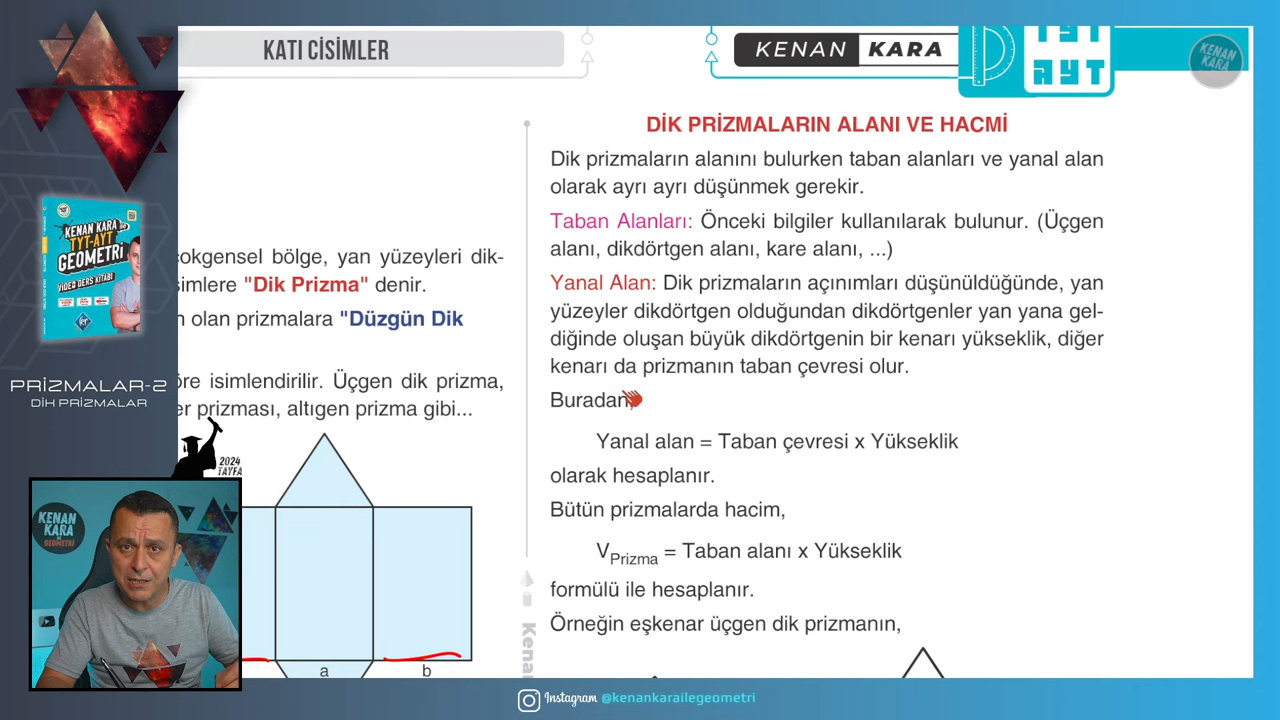 KATI CİSİMLER
KENAN KARA
TYT
AYT
KENAN
KARA
DİK PRİZMALARIN ALANI VE HACMİ
Dik prizmaların alanını bulurken taban alanları ve yanal alan
olarak ayrı ayrı düşünmek gerekir.
Taban Alanları: Önceki bilgiler kullanılarak bulunur. (Üçgen
alanı, dikdörtgen alanı, kare alanı, ...)
Yanal Alan: Dik prizmaların açınımları düşünüldüğünde, yan
yüzeyler dikdörtgen olduğundan dikdörtgenler yan yana gel-
diğinde oluşan büyük dikdörtgenin bir kenarı yükseklik, diğer
kenarı da prizmanın taban çevresi olur.
Buradan,
Yanal alan = Taban çevresi x Yükseklik
olarak hesaplanır.
Bütün prizmalarda hacim,
VPrizma = Taban alanı x Yükseklik
formülü ile hesaplanır.
Örneğin eşkenar üçgen dik prizmanın,
çokgensel bölge, yan yüzeyleri dik-
simlere "Dik Prizma" denir.
n olan prizmalara "Düzgün Dik
öre isimlendirilir. Üçgen dik prizma,
er prizması, altıgen prizma gibi...
a
b
Kena
KENAN KARA
TYT-AYT
GEOMETRİ
VİDEO DERS KİTABI
PRİZMALAR-2
DİK PRİZMALAR
2024
TAYFA
KENAN
KARA
GEOMETRİ
Instagram @kenankarailegeometri